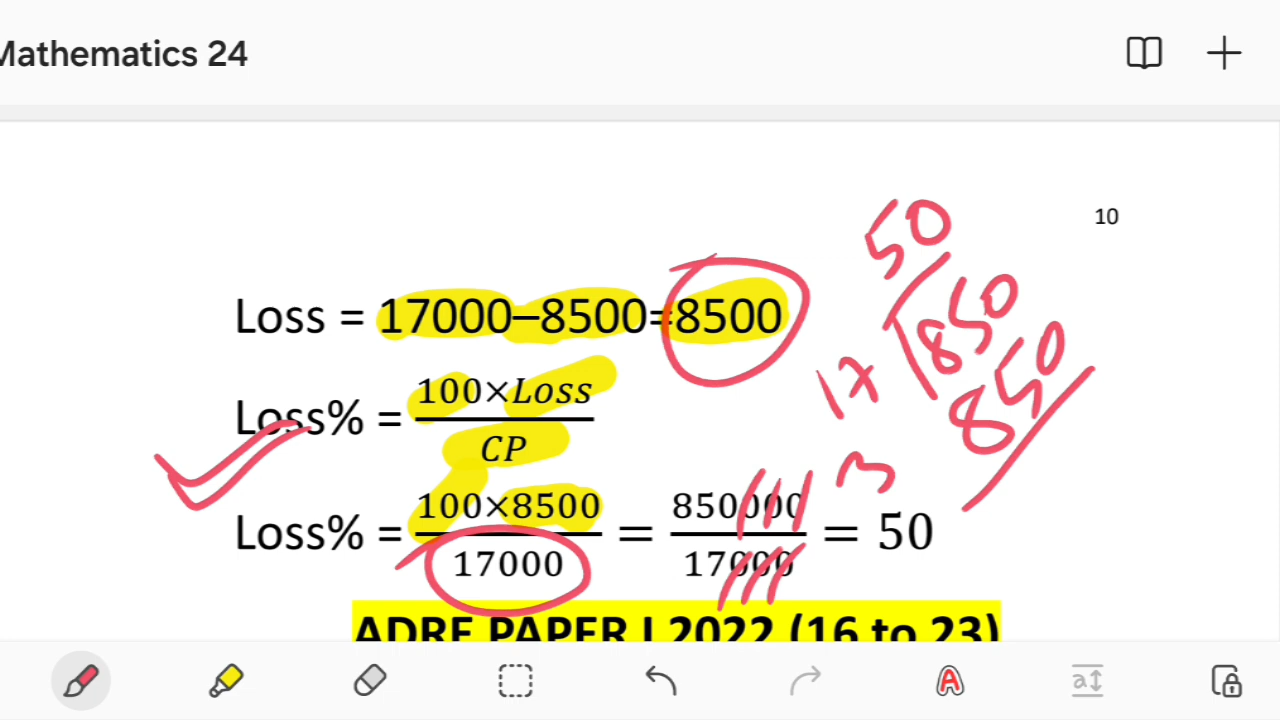 Mathematics 24
10
Loss = 17000−8500=8500
Loss% = 100×Loss / CP
Loss% = 100×8500 / 17000 = 850000 / 17000 = 50
50
17 850
850
3
ADRE PAPER I 2022 (16 to 23)